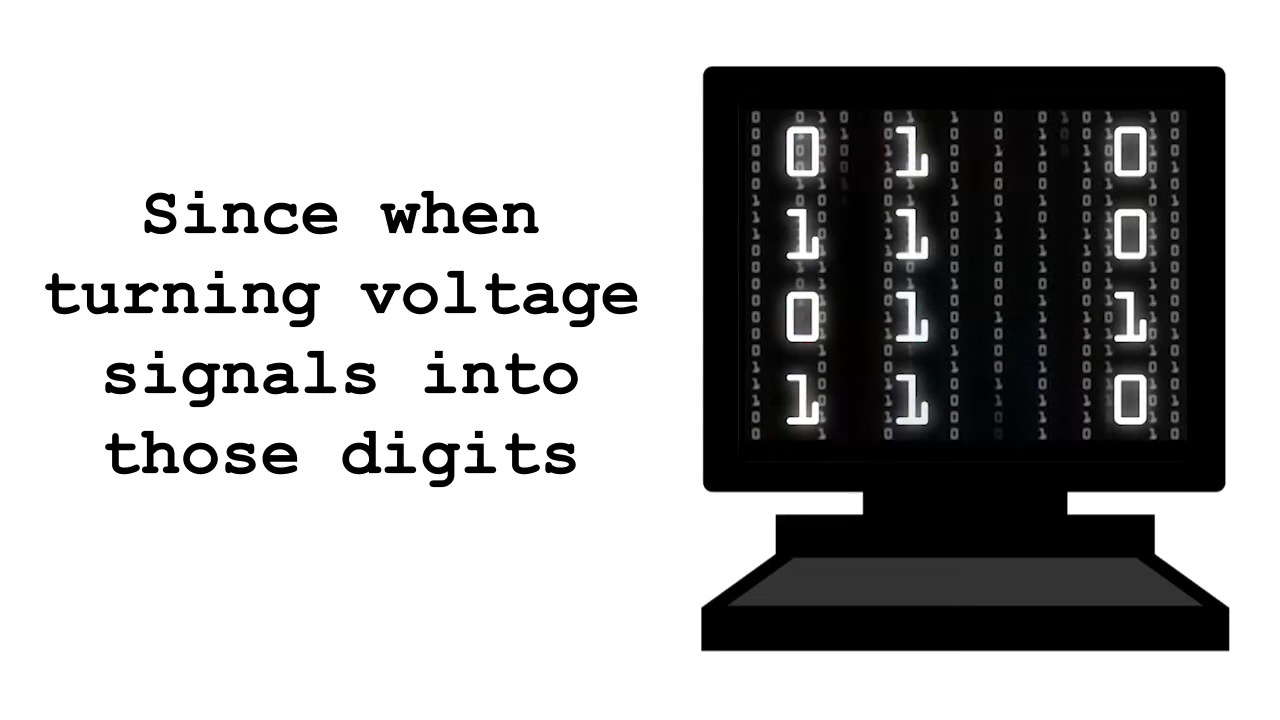 Since when
turning voltage
signals into
those digits
0 1 0
1 1 0
0 1 1
1 1 0